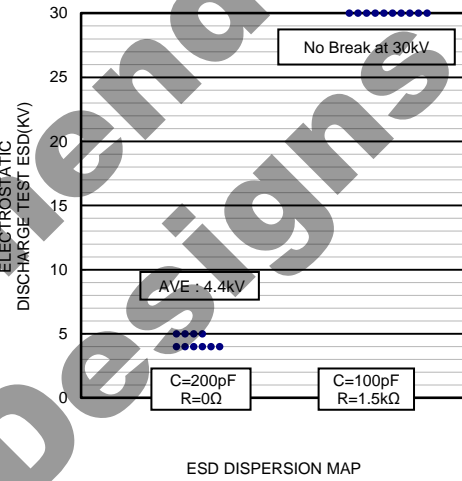 30
No Break at 30kV
25
20
15
10
5
0
ELECTROSTATIC
DISCHARGE TEST ESD(KV)
AVE : 4.4kV
C=200pF
R=0Ω
C=100pF
R=1.5kΩ
ESD DISPERSION MAP
Designs